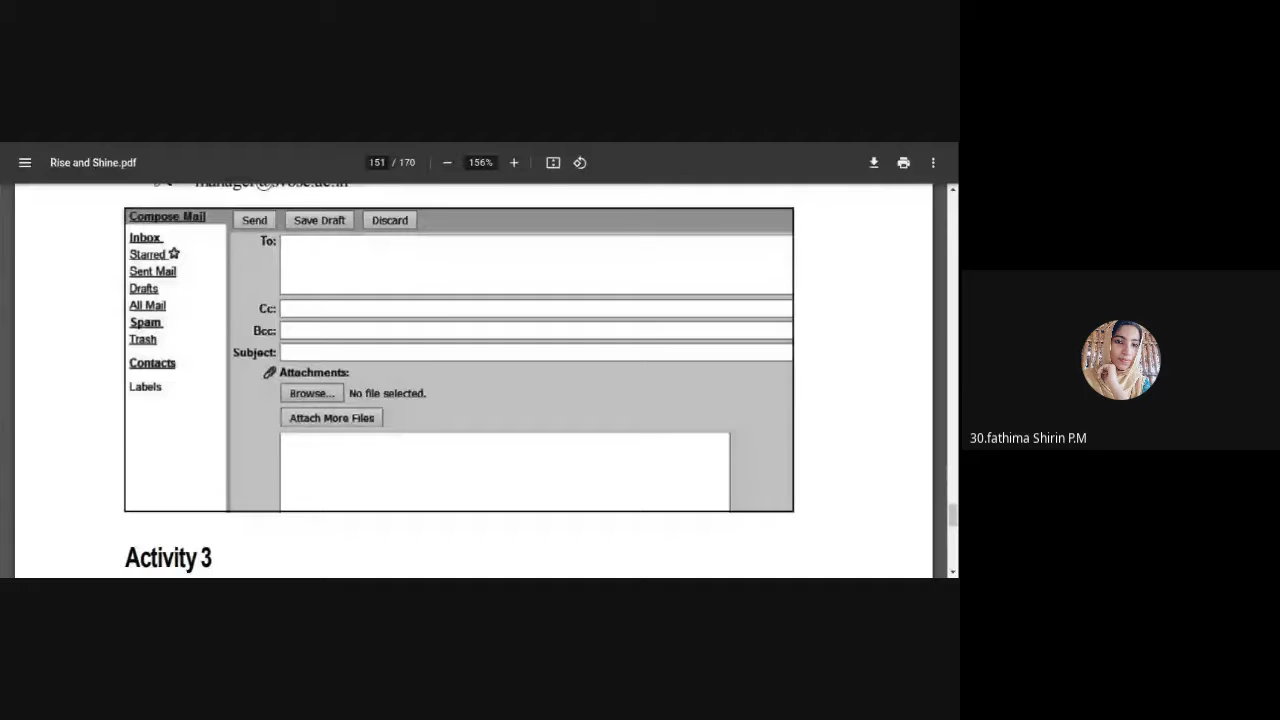 Rise and Shine.pdf
151 / 170
156%
Compose Mail
Send
Save Draft
Discard
Inbox
Starred
Sent Mail
Drafts
All Mail
Spam
Trash
Contacts
Labels
To:
Cc:
Bcc:
Subject:
Attachments:
Browse... No file selected.
Attach More Files
Activity 3
30.fathima Shirin P.M